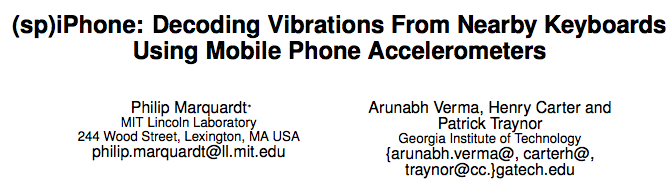 (sp)iPhone: Decoding Vibrations From Nearby Keyboards
Using Mobile Phone Accelerometers
Philip Marquardt*
MIT Lincoln Laboratory
244 Wood Street, Lexington, MA USA
philip.marquardt@ll.mit.edu
Arunabh Verma, Henry Carter and
Patrick Traynor
Georgia Institute of Technology
{arunabh.verma@, carterh@,
traynor@cc.}gatech.edu